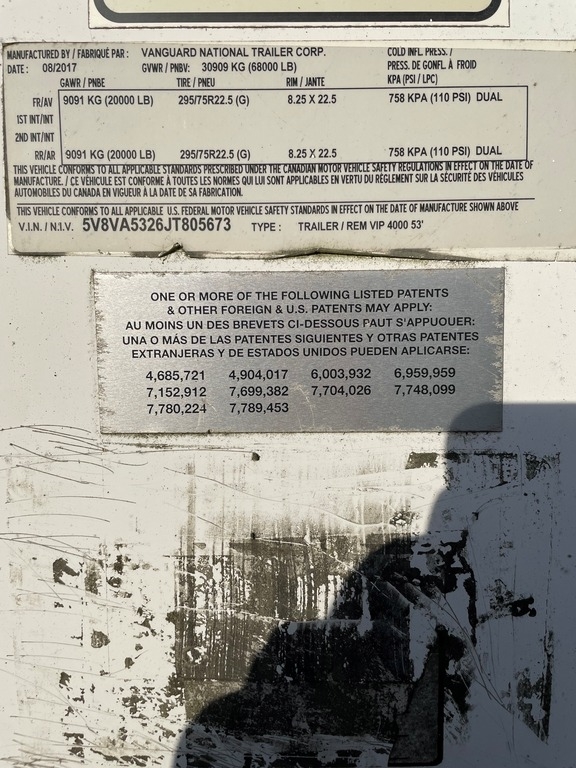 MANUFACTURED BY / FABRIQUÉ PAR : VANGUARD NATIONAL TRAILER CORP. COLD INFL. PRESS. /
DATE : 08/2017 GVWR / PNBV: 30909 KG (68000 LB) PRESS. DE GONFL. À FROID
GAWR / PNBE TIRE / PNEU RIM / JANTE KPA (PSI / LPC)
FR/AV 9091 KG (20000 LB) 295/75R22.5 (G) 8.25 X 22.5 758 KPA (110 PSI) DUAL
1ST INT/INT
2ND INT/INT
RR/AR 9091 KG (20000 LB) 295/75R22.5 (G) 8.25 X 22.5 758 KPA (110 PSI) DUAL
THIS VEHICLE CONFORMS TO ALL APPLICABLE STANDARDS PRESCRIBED UNDER THE CANADIAN MOTOR VEHICLE SAFETY REGULATIONS IN EFFECT ON THE DATE OF
MANUFACTURE. / CE VÉHICULE EST CONFORME À TOUTES LES NORMES QUI LUI SONT APPLICABLES EN VERTU DU RÈGLEMENT SUR LA SÉCURITÉ DES VÉHICULES
AUTOMOBILES DU CANADA EN VIGUEUR À LA DATE DE SA FABRICATION.
THIS VEHICLE CONFORMS TO ALL APPLICABLE U.S. FEDERAL MOTOR VEHICLE SAFETY STANDARDS IN EFFECT ON THE DATE OF MANUFACTURE SHOWN ABOVE
V.I.N. / N.I.V. 5V8VA5326JT805673 TYPE : TRAILER / REM VIP 4000 53'
ONE OR MORE OF THE FOLLOWING LISTED PATENTS
& OTHER FOREIGN & U.S. PATENTS MAY APPLY:
AU MOINS UN DES BREVETS CI-DESSOUS PAUT S'APPUOUER:
UNA O MÁS DE LAS PATENTES SIGUIENTES Y OTRAS PATENTES
EXTRANJERAS Y DE ESTADOS UNIDOS PUEDEN APLICARSE:
4,685,721 4,904,017 6,003,932 6,959,959
7,152,912 7,699,382 7,704,026 7,748,099
7,780,224 7,789,453